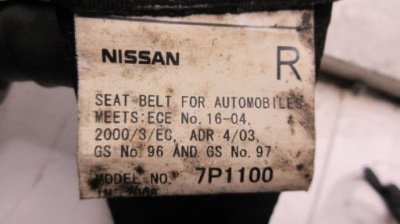 NISSAN
R
SEAT BELT FOR AUTOMOBILES
MEETS:ECE No. 16-04,
2000/3/EC, ADR 4/03,
GS No. 96 AND GS No. 97
MODEL NO. 7P1100